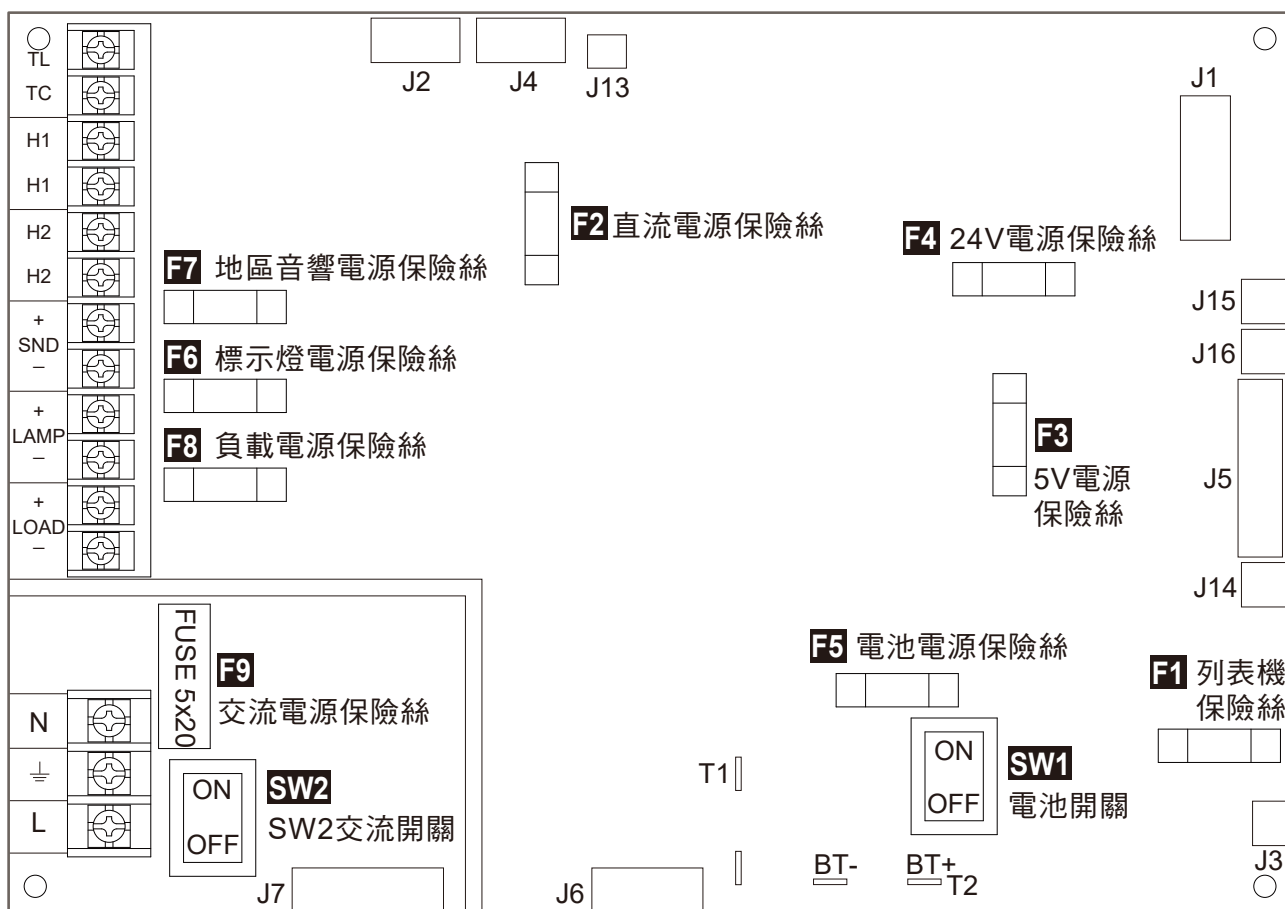 TL
TC
H1
H1
H2
H2
+
SND
–
+
LAMP
–
+
LOAD
–
J2
J4
J13
J1
F2 直流電源保險絲
F4 24V電源保險絲
F7 地區音響電源保險絲
F6 標示燈電源保險絲
F8 負載電源保險絲
J15
J16
F3
5V電源
保險絲
J5
J14
FUSE 5x20
F9
交流電源保險絲
F5 電池電源保險絲
F1 列表機
保險絲
N
L
ON
OFF
SW2
SW2交流開關
T1
ON
OFF
SW1
電池開關
J3
BT-
BT+
T2
J7
J6